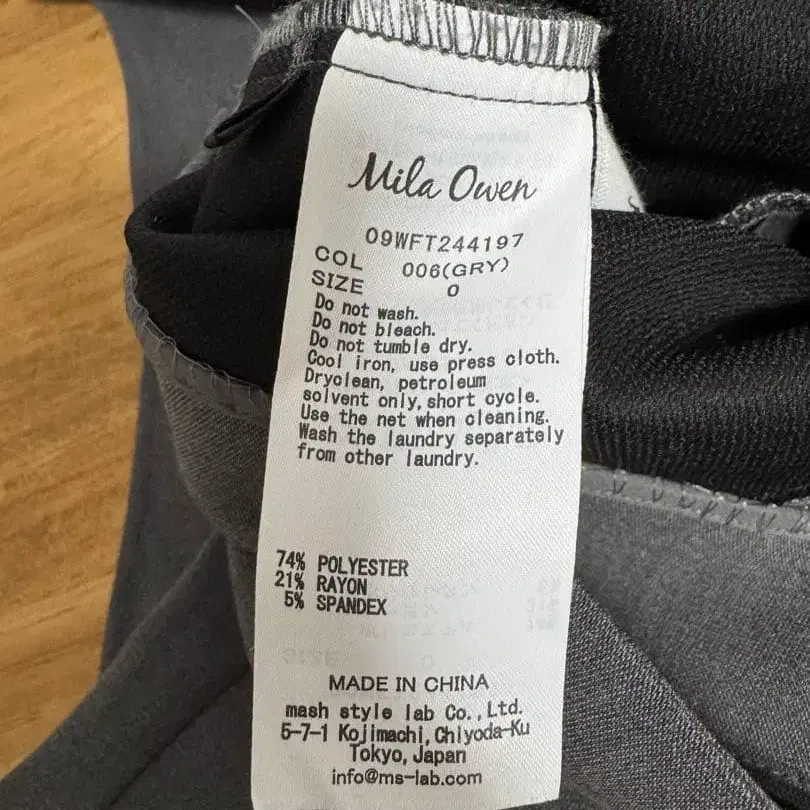 Mila Owen
09WFT244197
COL 006(GRY)
SIZE 0
Do not wash.
Do not bleach.
Do not tumble dry.
Cool iron, use press cloth.
Dryclean, petroleum
solvent only, short cycle.
Use the net when cleaning.
Wash the laundry separately
from other laundry.
74% POLYESTER
21% RAYON
5% SPANDEX
MADE IN CHINA
mash style lab Co.,Ltd.
5-7-1 Kojimachi,Chiyoda-Ku
Tokyo,Japan
info@ms-lab.com